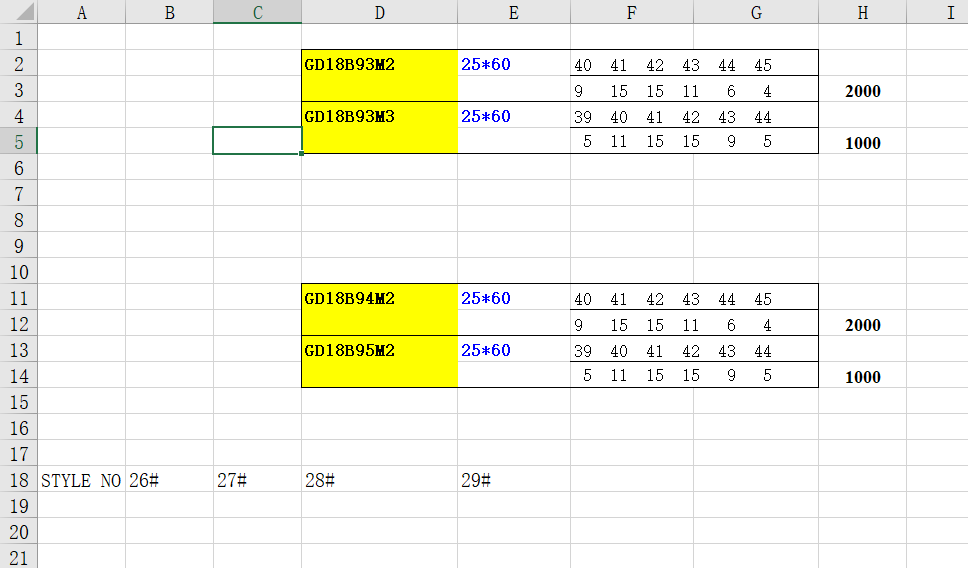 A B C D E F G H I
1
2 GD18B93M2 25*60 40 41 42 43 44 45
3 9 15 15 11 6 4 2000
4 GD18B93M3 25*60 39 40 41 42 43 44
5 5 11 15 15 9 5 1000
6
7
8
9
10
11 GD18B94M2 25*60 40 41 42 43 44 45
12 9 15 15 11 6 4 2000
13 GD18B95M2 25*60 39 40 41 42 43 44
14 5 11 15 15 9 5 1000
15
16
17
18 STYLE NO 26# 27# 28# 29#
19
20
21